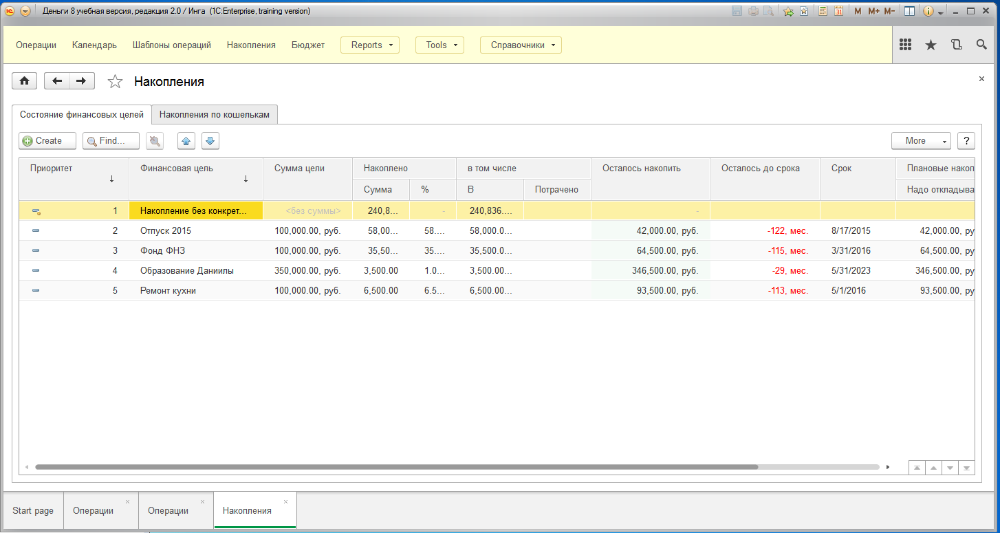 Деньги 8 учебная версия, редакция 2.0 / Инга (1C:Enterprise, training version)
M M+ M-
Операции Календарь Шаблоны операций Накопления Бюджет Reports Tools Справочники
Накопления
Состояние финансовых целей Накопления по кошелькам
Create Find... More ?
Приоритет Финансовая цель Сумма цели Накоплено в том числе Осталось накопить Осталось до срока Срок Плановые накоп
Сумма % В Потрачено Надо откладыва
1 Накопление без конкрет... <без суммы> 240,8... - 240,836.... -
2 Отпуск 2015 100,000.00, руб. 58,00... 58.... 58,000.0... 42,000.00, руб. -122, мес. 8/17/2015 42,000.00, ру
3 Фонд ФНЗ 100,000.00, руб. 35,50... 35.... 35,500.0... 64,500.00, руб. -115, мес. 3/31/2016 64,500.00, ру
4 Образование Даниилы 350,000.00, руб. 3,500.00 1.0... 3,500.00... 346,500.00, руб. -29, мес. 5/31/2023 346,500.00, ру
5 Ремонт кухни 100,000.00, руб. 6,500.00 6.5... 6,500.00... 93,500.00, руб. -113, мес. 5/1/2016 93,500.00, ру
Start page Операции Операции Накопления